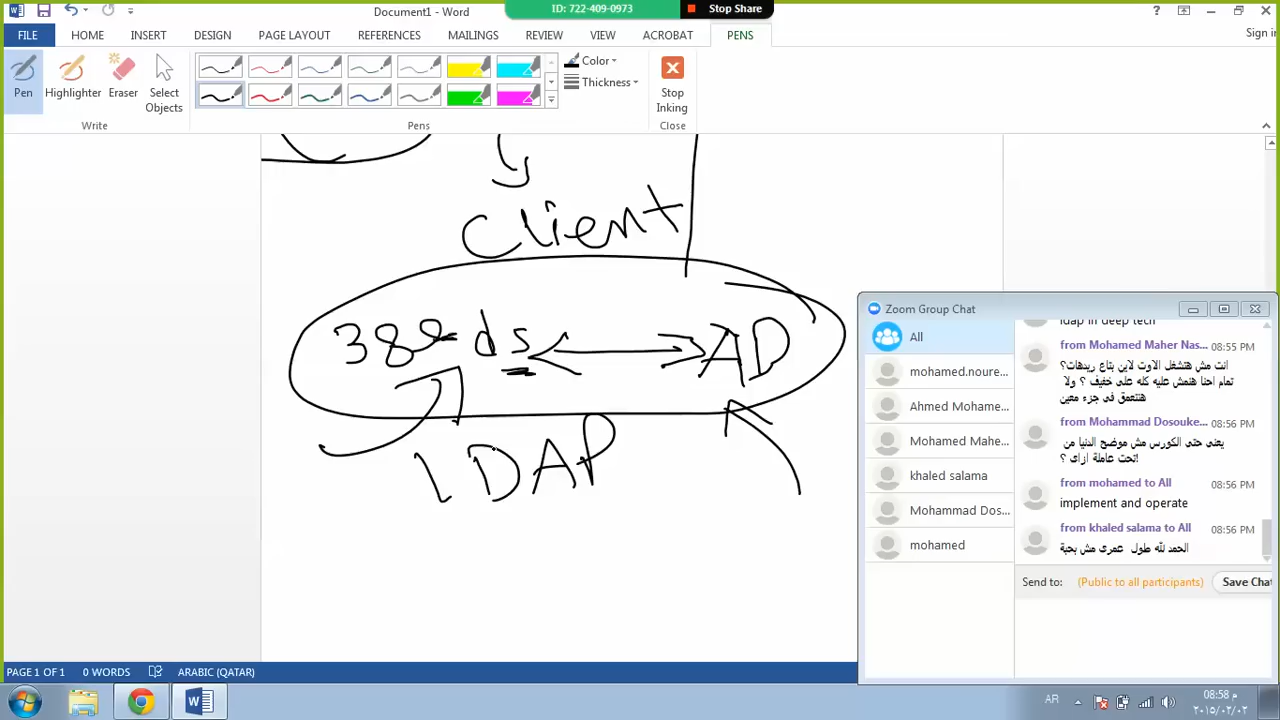 Document1 - Word
ID: 722-409-0973
Stop Share
Sign in
FILE
HOME
INSERT
DESIGN
PAGE LAYOUT
REFERENCES
MAILINGS
REVIEW
VIEW
ACROBAT
PENS
Pen
Highlighter
Eraser
Select Objects
Color
Thickness
Stop Inking
Write
Pens
Close
y
Client
ds
AD
LDAP
Zoom Group Chat
All
mohamed.noure...
Ahmed Mohame...
Mohamed Mahe...
khaled salama
Mohammad Dos...
mohamed
ldap in deep tech
from Mohamed Maher Nas... 08:55 PM
انت مش هتشغل الاوت لاين بتاع ريدهات؟
تمام احنا هنمش عليه كله على خفيف ؟ ولا
هنتعمق في جزء معين
from Mohammad Dosouke... 08:56 PM
يعنى حتى الكورس مش موضح الدنيا من
تحت عاملة ازاى ؟!
from mohamed to All 08:56 PM
implement and operate
from khaled salama to All 08:56 PM
الحمد لله طول عمرى مش بحبة
Send to: (Public to all participants)
Save Chat
PAGE 1 OF 1
0 WORDS
ARABIC (QATAR)
AR
08:58 م
٢٠١٥/٠٢/٠٢